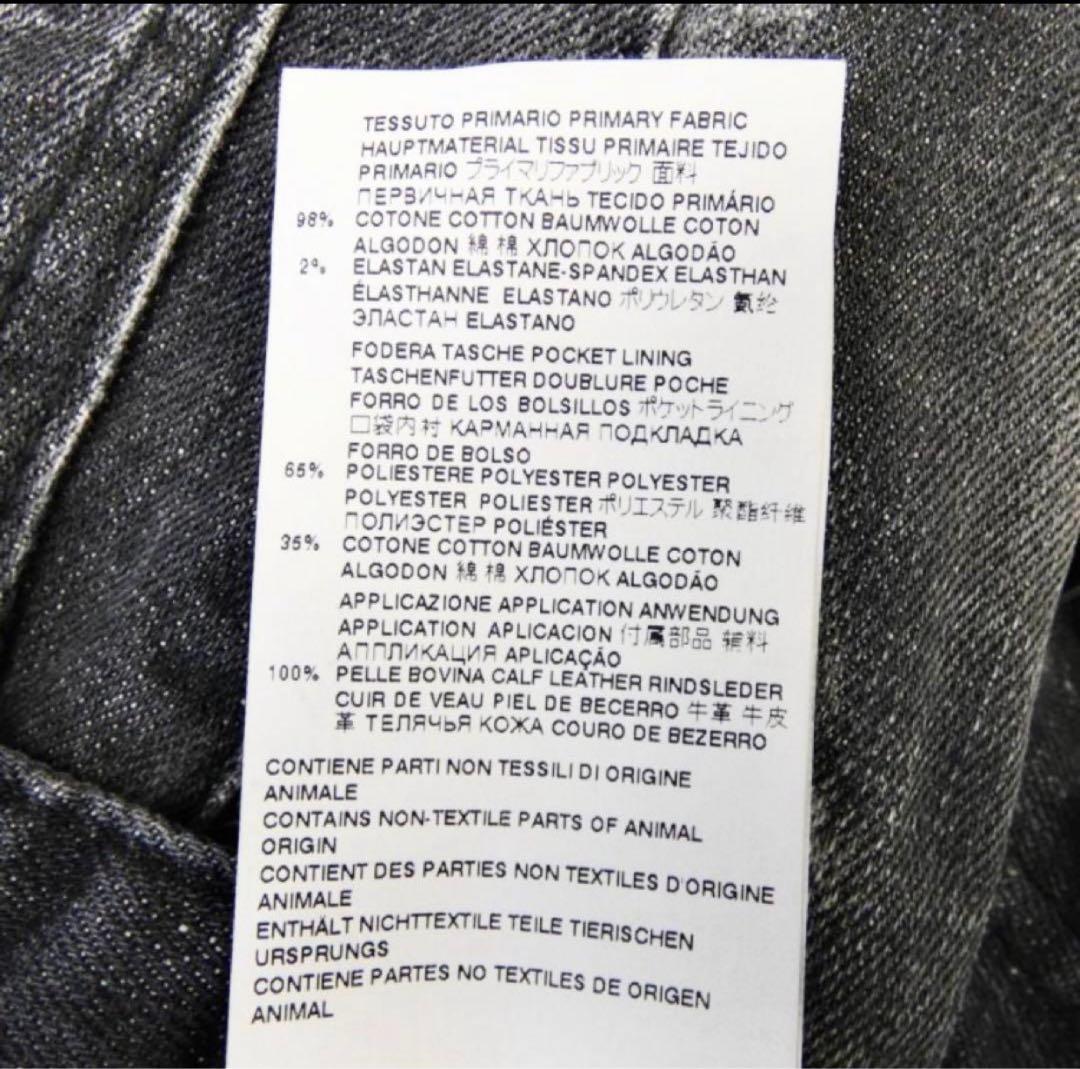 TESSUTO PRIMARIO PRIMARY FABRIC
HAUPTMATERIAL TISSU PRIMAIRE TEJIDO
PRIMARIO プライマリファブリック 面料
ПЕРВИЧНАЯ ТКАНЬ TECIDO PRIMÁRIO
98% COTONE COTTON BAUMWOLLE COTON
ALGODON 綿 棉 ХЛОПОК ALGODÃO
2% ELASTAN ELASTANE-SPANDEX ELASTHAN
ÉLASTHANNE ELASTANO ポリウレタン 氨纶
ЭЛАСТАН ELASTANO
FODERA TASCHE POCKET LINING
TASCHENFUTTER DOUBLURE POCHE
FORRO DE LOS BOLSILLOS ポケットライニング
口袋内村 КАРМАННАЯ ПОДКЛАДКА
FORRO DE BOLSO
65% POLIESTERE POLYESTER POLYESTER
POLYESTER POLIESTER ポリエステル 聚酯纤维
ПОЛИЭСТЕР POLIÉSTER
35% COTONE COTTON BAUMWOLLE COTON
ALGODON 綿 棉 ХЛОПОК ALGODÃO
APPLICAZIONE APPLICATION ANWENDUNG
APPLICATION APLICACION 付属部品 辅料
АППЛИКАЦИЯ APLICAÇÃO
100% PELLE BOVINA CALF LEATHER RINDSLEDER
CUIR DE VEAU PIEL DE BECERRO 牛革 牛皮
革 ТЕЛЯЧЬЯ КОЖА COURO DE BEZERRO
CONTIENE PARTI NON TESSILI DI ORIGINE
ANIMALE
CONTAINS NON-TEXTILE PARTS OF ANIMAL
ORIGIN
CONTIENT DES PARTIES NON TEXTILES D'ORIGINE
ANIMALE
ENTHÄLT NICHTTEXTILE TEILE TIERISCHEN
URSPRUNGS
CONTIENE PARTES NO TEXTILES DE ORIGEN
ANIMAL